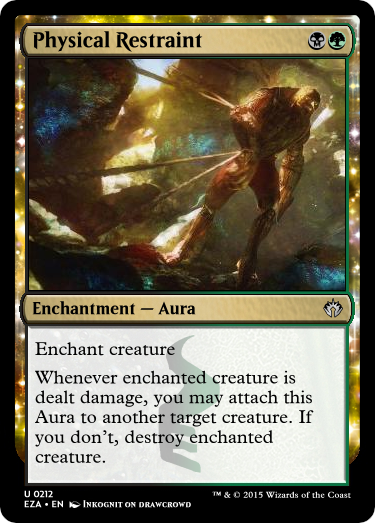 Physical Restraint
Enchantment — Aura
Enchant creature
Whenever enchanted creature is
dealt damage, you may attach this
Aura to another target creature. If
you don't, destroy enchanted
creature.
U 0212
EZA • EN Inkognit on drawcrowd
™ & © 2015 Wizards of the Coast